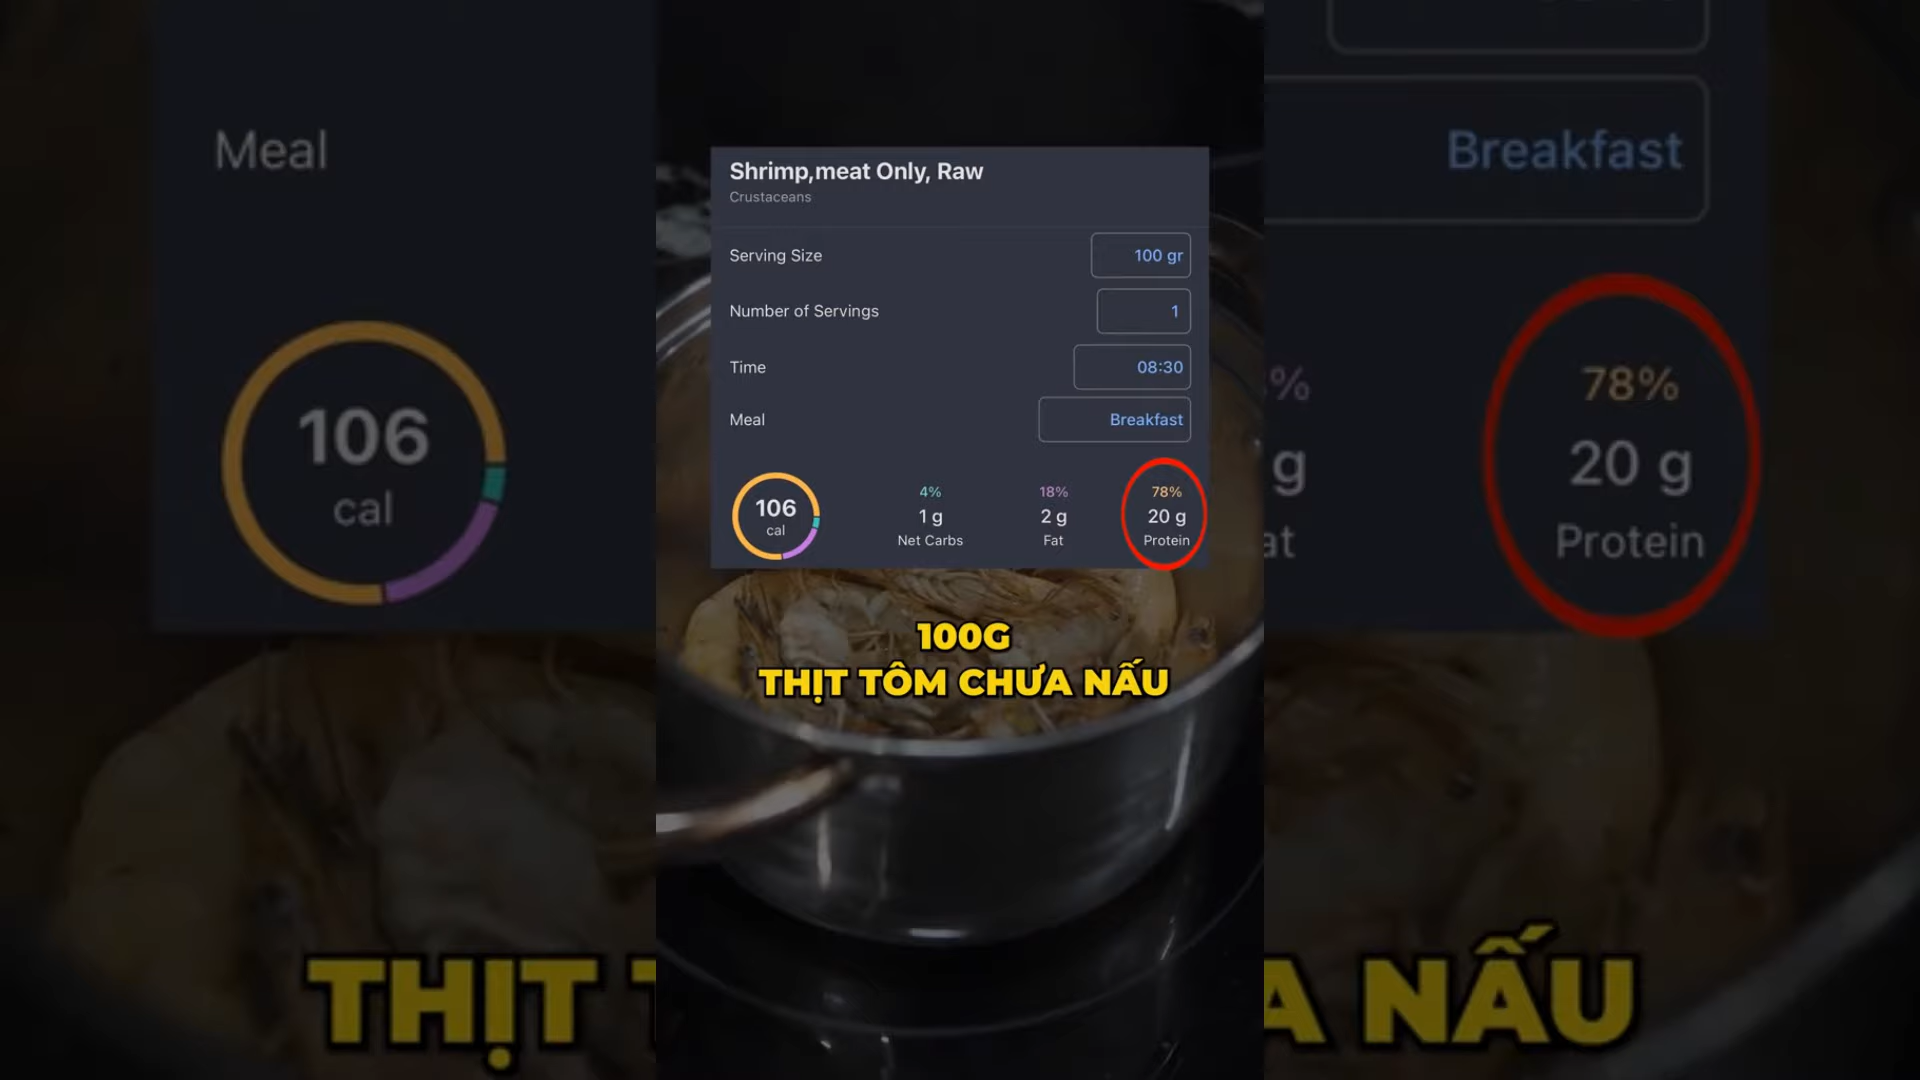 Meal
Breakfast
106
cal
%
g
at
78%
20 g
Protein
THỊT T
A NẤU
Shrimp,meat Only, Raw
Crustaceans
Serving Size
100 gr
Number of Servings
1
Time
08:30
Meal
Breakfast
106
cal
4%
1 g
Net Carbs
18%
2 g
Fat
78%
20 g
Protein
100G
THỊT TÔM CHƯA NẤU